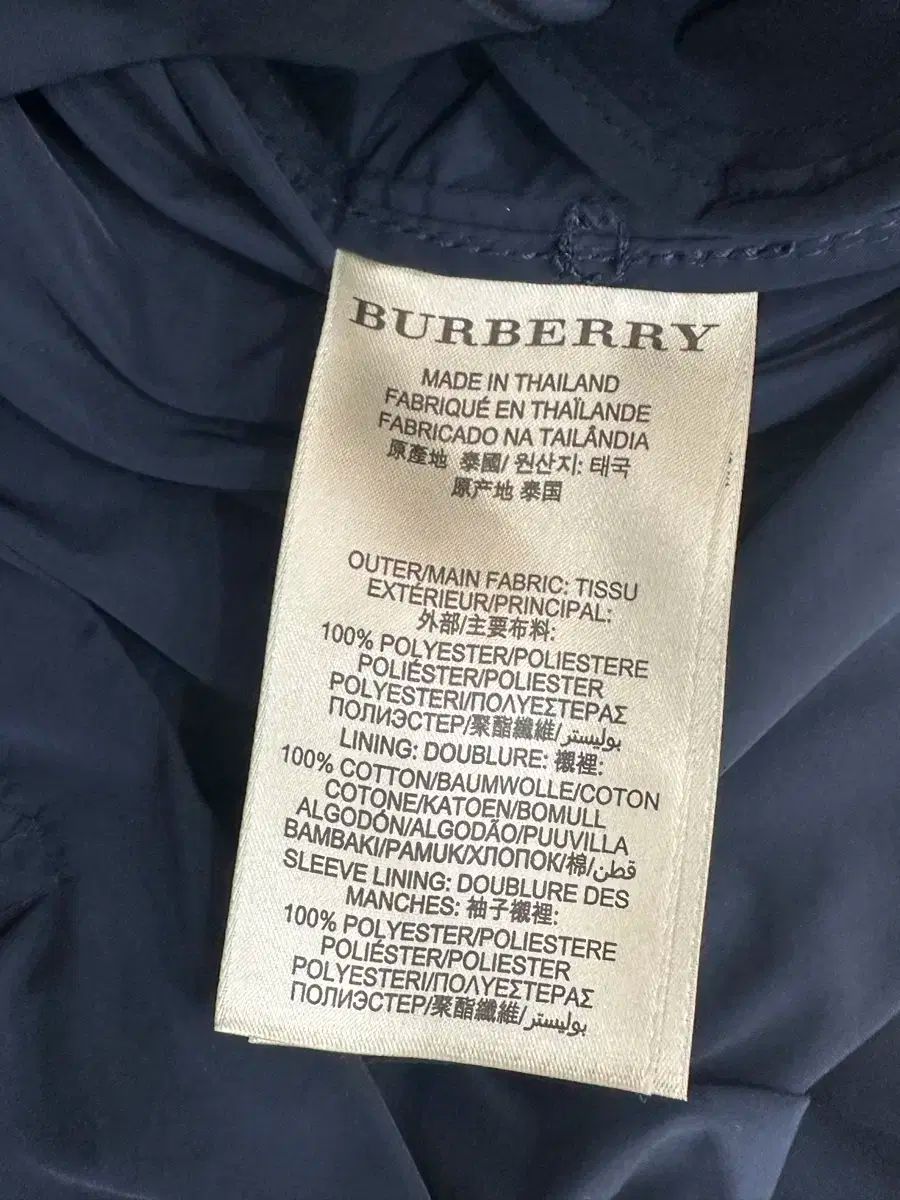 BURBERRY
MADE IN THAILAND
FABRIQUÉ EN THAÏLANDE
FABRICADO NA TAILÂNDIA
原產地 泰國/ 원산지: 태국
原产地 泰国
OUTER/MAIN FABRIC: TISSU
EXTÉRIEUR/PRINCIPAL:
外部/主要布料:
100% POLYESTER/POLIESTERE
POLIÉSTER/POLIESTER
POLYESTERI/ΠΟΛΥΕΣΤΕΡΑΣ
ПОЛИЭСТЕР/聚酯纖維/بوليستر
LINING: DOUBLURE: 襯裡:
100% COTTON/BAUMWOLLE/COTON
COTONE/KATOEN/BOMULL
ALGODÓN/ALGODÃO/PUUVILLA
BAMBAKI/PAMUK/ХЛОПОК/棉/قطن
SLEEVE LINING: DOUBLURE DES
MANCHES: 袖子襯裡:
100% POLYESTER/POLIESTERE
POLIÉSTER/POLIESTER
POLYESTERI/ΠΟΛΥΕΣΤΕΡΑΣ
ПОЛИЭСТЕР/聚酯纖維/بوليستر